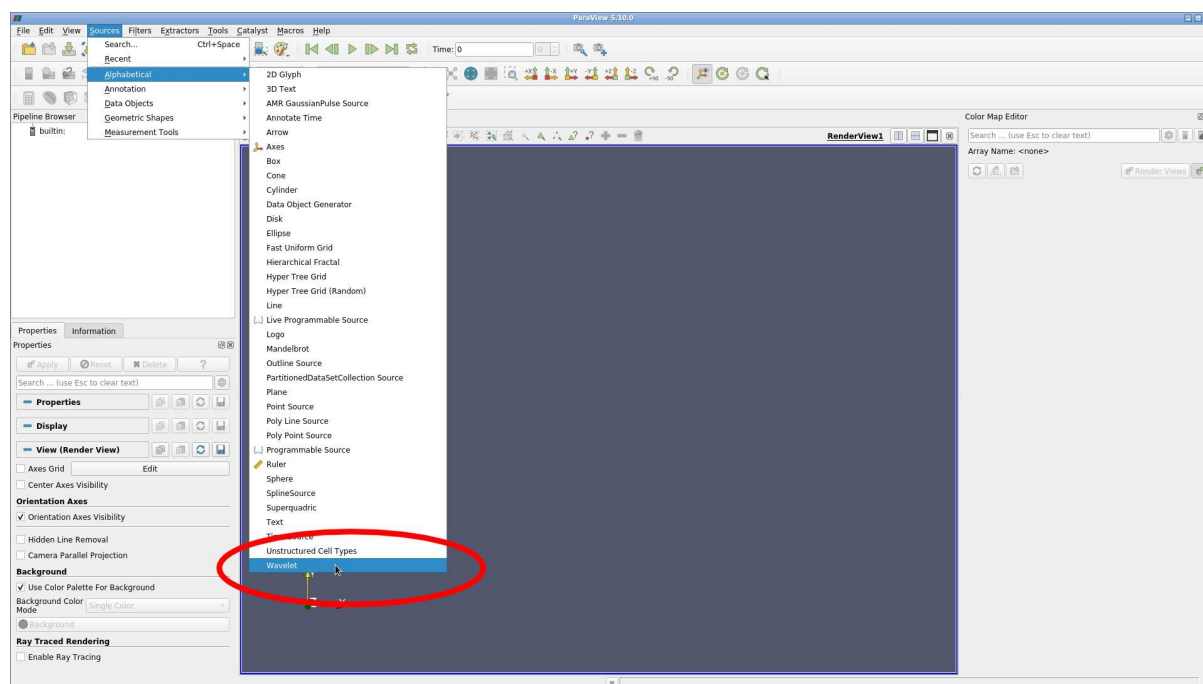 ParaView 5.10.0
File Edit View Sources Filters Extractors Tools Catalyst Macros Help
Search... Ctrl+Space
Recent
Alphabetical
Annotation
Data Objects
Geometric Shapes
Measurement Tools
Time: 0
0
2D Glyph
3D Text
AMR GaussianPulse Source
Annotate Time
Arrow
Axes
Box
Cone
Cylinder
Data Object Generator
Disk
Ellipse
Fast Uniform Grid
Hierarchical Fractal
Hyper Tree Grid
Hyper Tree Grid (Random)
Line
Live Programmable Source
Logo
Mandelbrot
Outline Source
PartitionedDataSetCollection Source
Plane
Point Source
Poly Line Source
Poly Point Source
Programmable Source
Ruler
Sphere
SplineSource
Superquadric
Text
Unstructured Cell Types
Wavelet
Pipeline Browser
builtin:
Properties Information
Properties
Apply Reset Delete ?
Search ... (use Esc to clear text)
Properties
Display
View (Render View)
Axes Grid Edit
Center Axes Visibility
Orientation Axes
Orientation Axes Visibility
Hidden Line Removal
Camera Parallel Projection
Background
Use Color Palette For Background
Background Color Mode Single Color
Background
Ray Traced Rendering
Enable Ray Tracing
RenderView1
Y
Z
Color Map Editor
Search ... (use Esc to clear text)
Array Name: <none>
Render Views